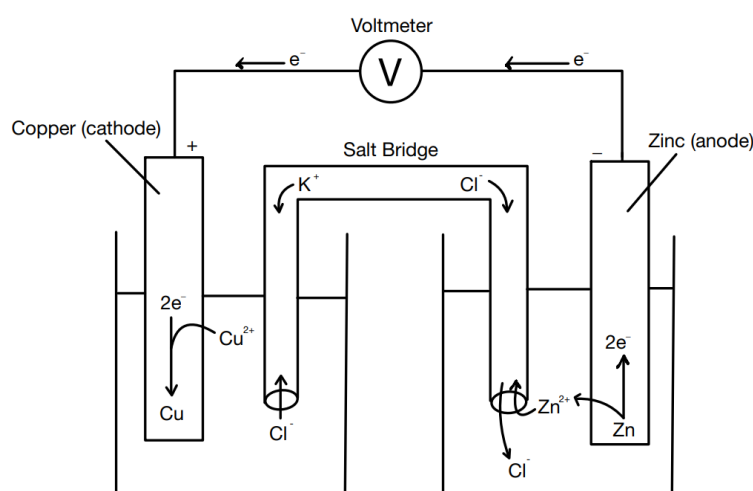 Voltmeter
e⁻
e⁻
V
Copper (cathode)
+
Salt Bridge
−
Zinc (anode)
K⁺
Cl⁻
2e⁻
Cu²⁺
Cu
Cl⁻
2e⁻
Zn²⁺
Zn
Cl⁻